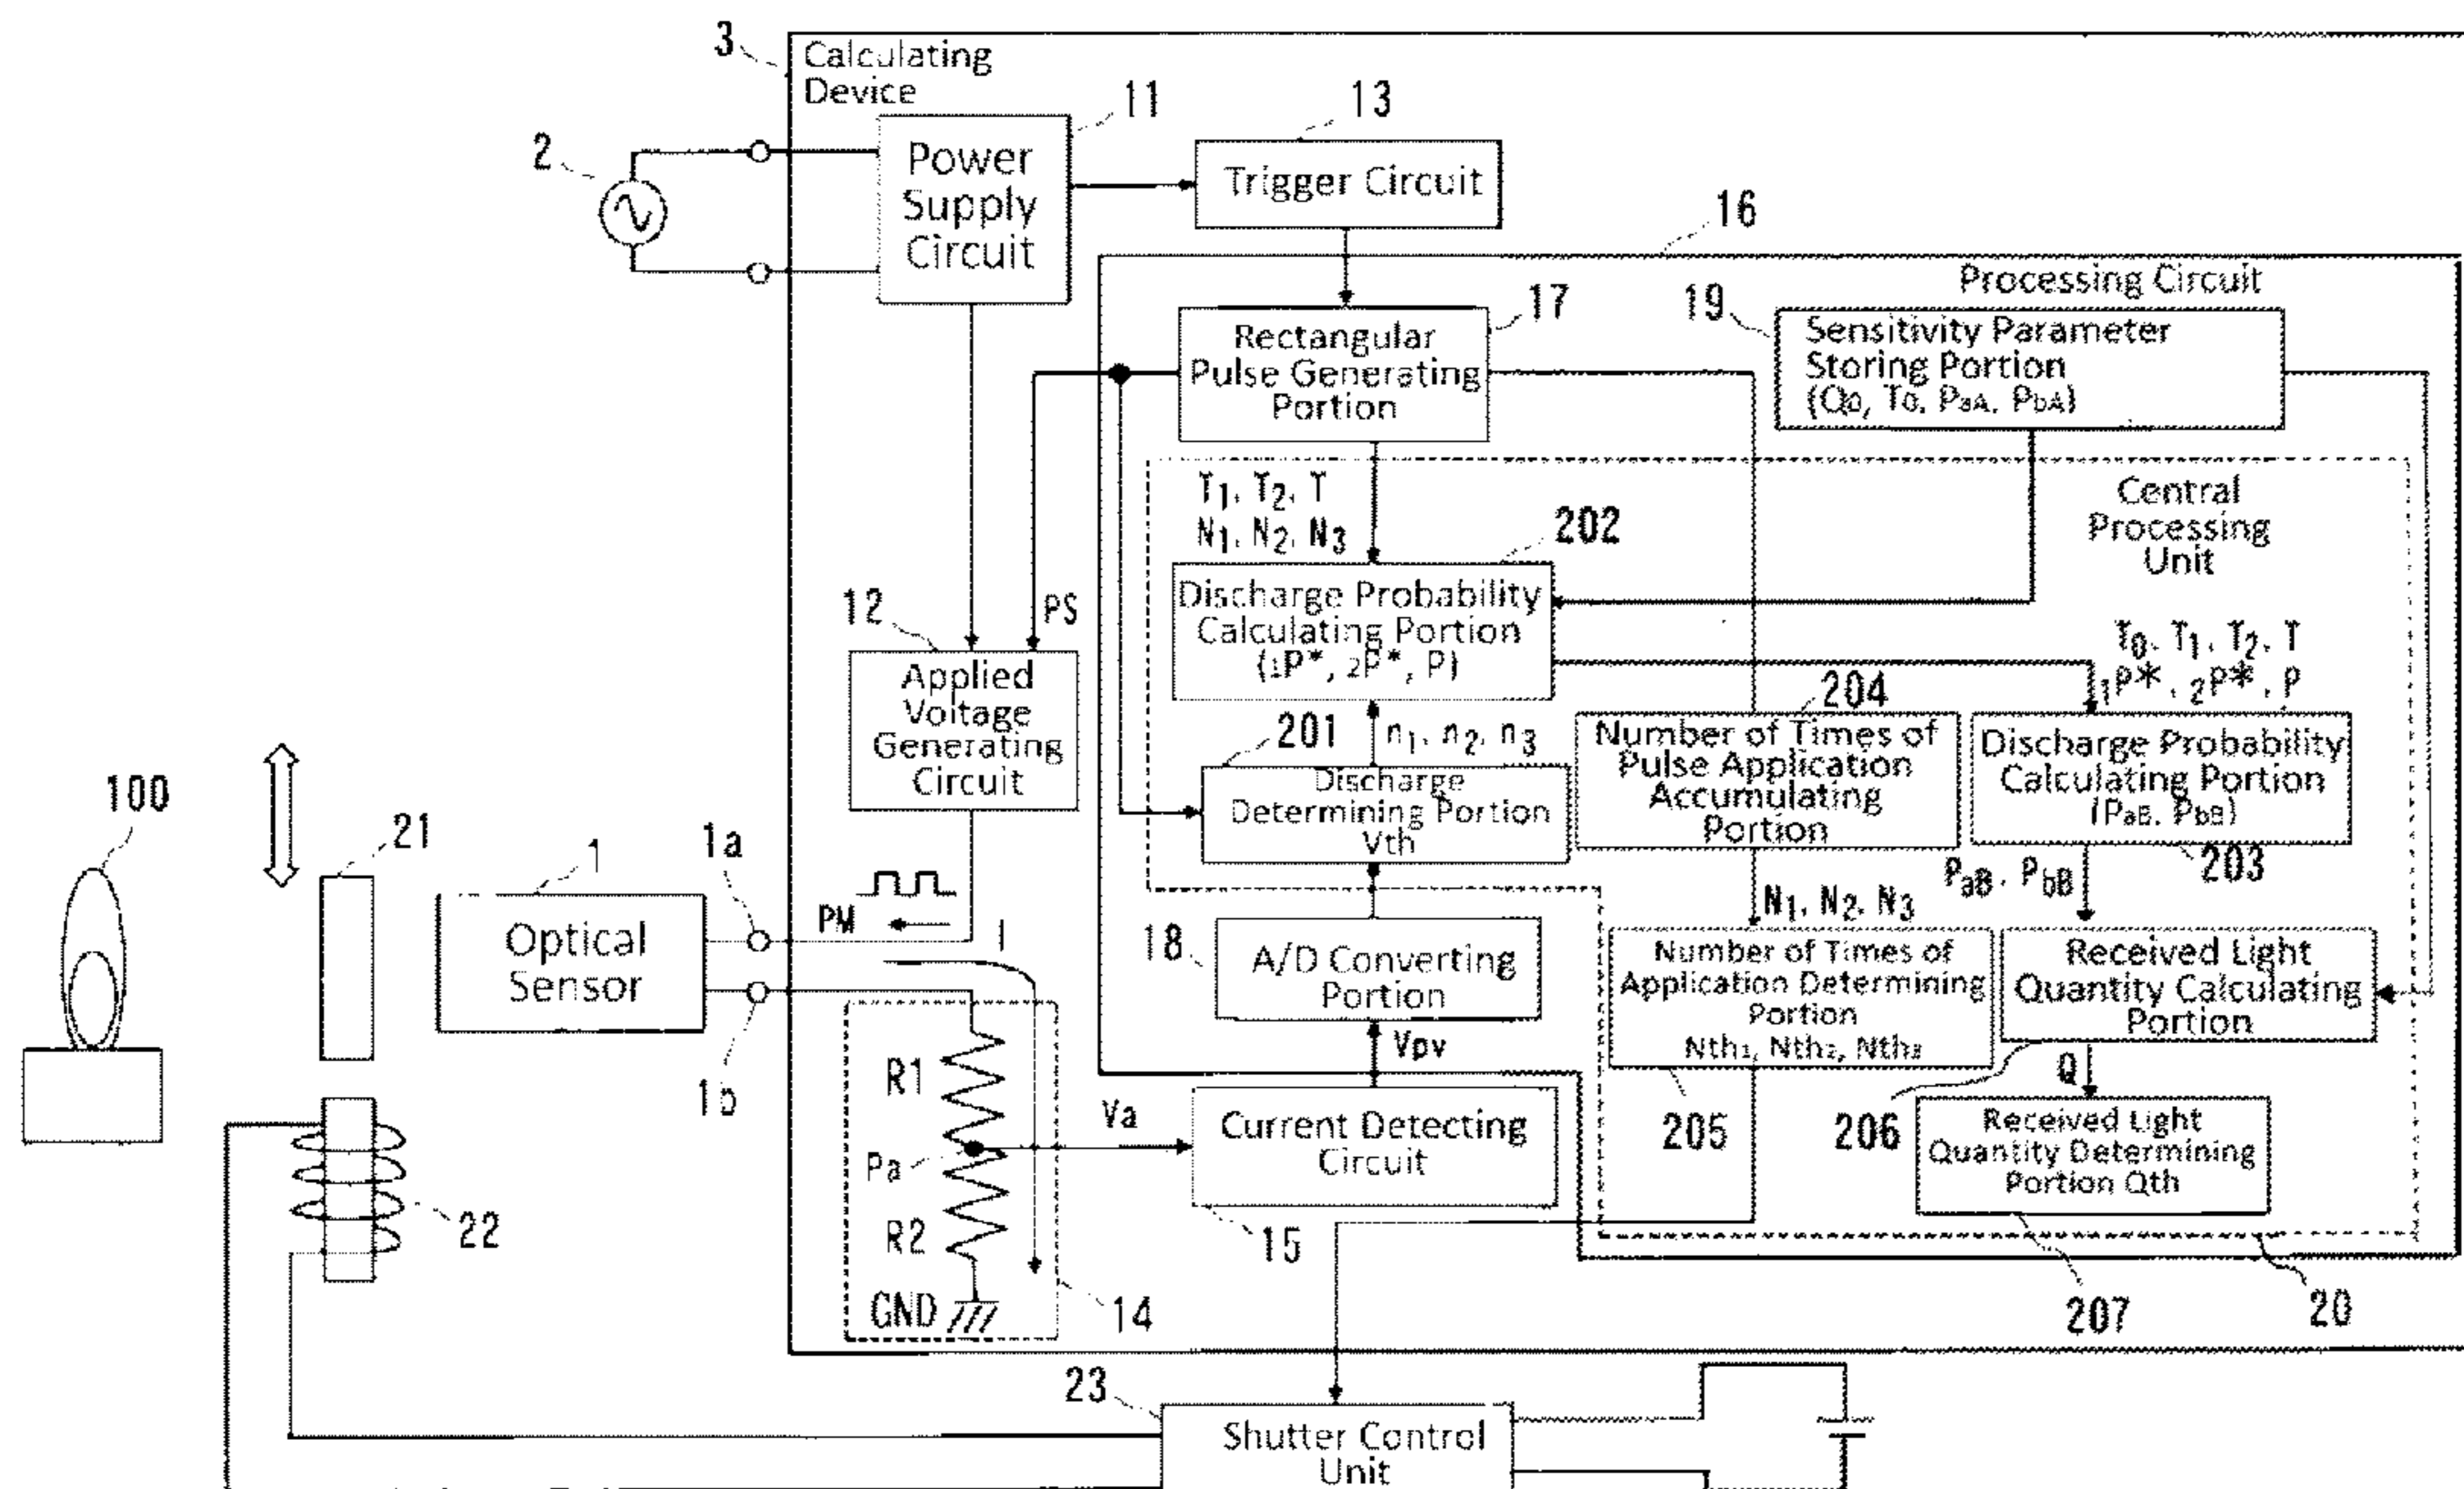 3
Calculating
Device
11
13
2
Power
Supply
Circuit
Trigger Circuit
16
Processing Circuit
17
19
Rectangular
Pulse Generating
Portion
Sensitivity Parameter
Storing Portion
(Q0, T0, PaA, PbA)
T1, T2, T
N1, N2, N3
202
Central
Processing
Unit
12
PS
Discharge Probability
Calculating Portion
(1P*, 2P*, P)
T0, T1, T2, T
1P*, 2P*, P
Applied
Voltage
Generating
Circuit
201
n1, n2, n3
204
Number of Times of
Pulse Application
Accumulating
Portion
Discharge Probability
Calculating Portion
(PaB, PbB)
203
Discharge
Determining Portion
Vth
100
21
1
1a
PM
I
PaB, PbB
N1, N2, N3
Optical
Sensor
18
A/D Converting
Portion
Number of Times of
Application Determining
Portion
Nth1, Nth2, Nth3
Received Light
Quantity Calculating
Portion
1b
R1
Vpv
Va
Q
205
206
Current Detecting
Circuit
Received Light
Quantity Determining
Portion Qth
Pa
22
R2
15
GND
14
207
20
23
Shutter Control
Unit